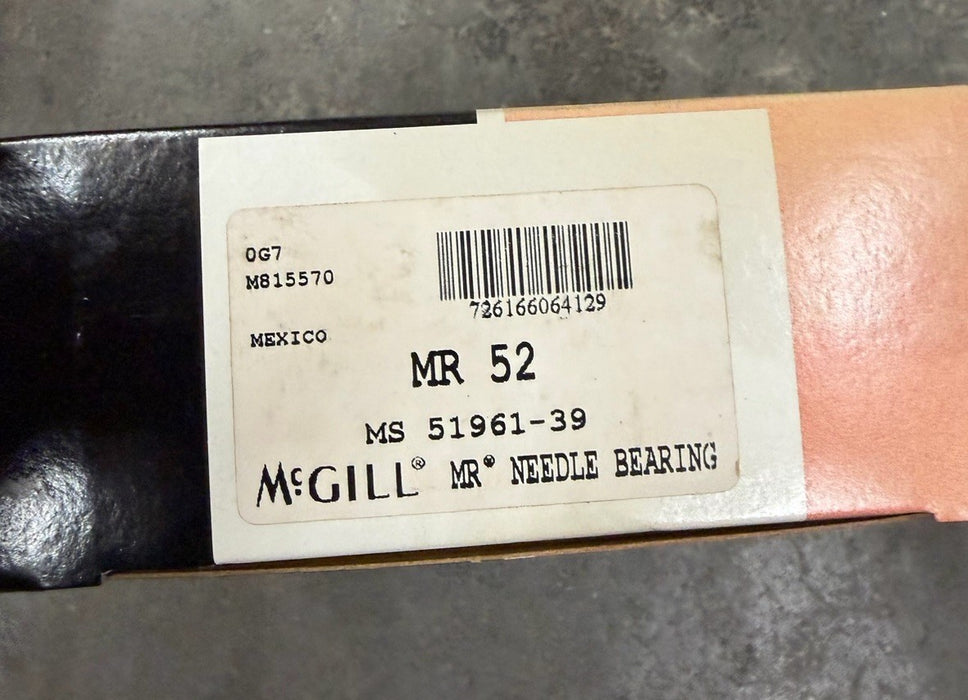 0G7
M815570
726166064129
MEXICO
MR 52
MS 51961-39
McGILL® MR® NEEDLE BEARING